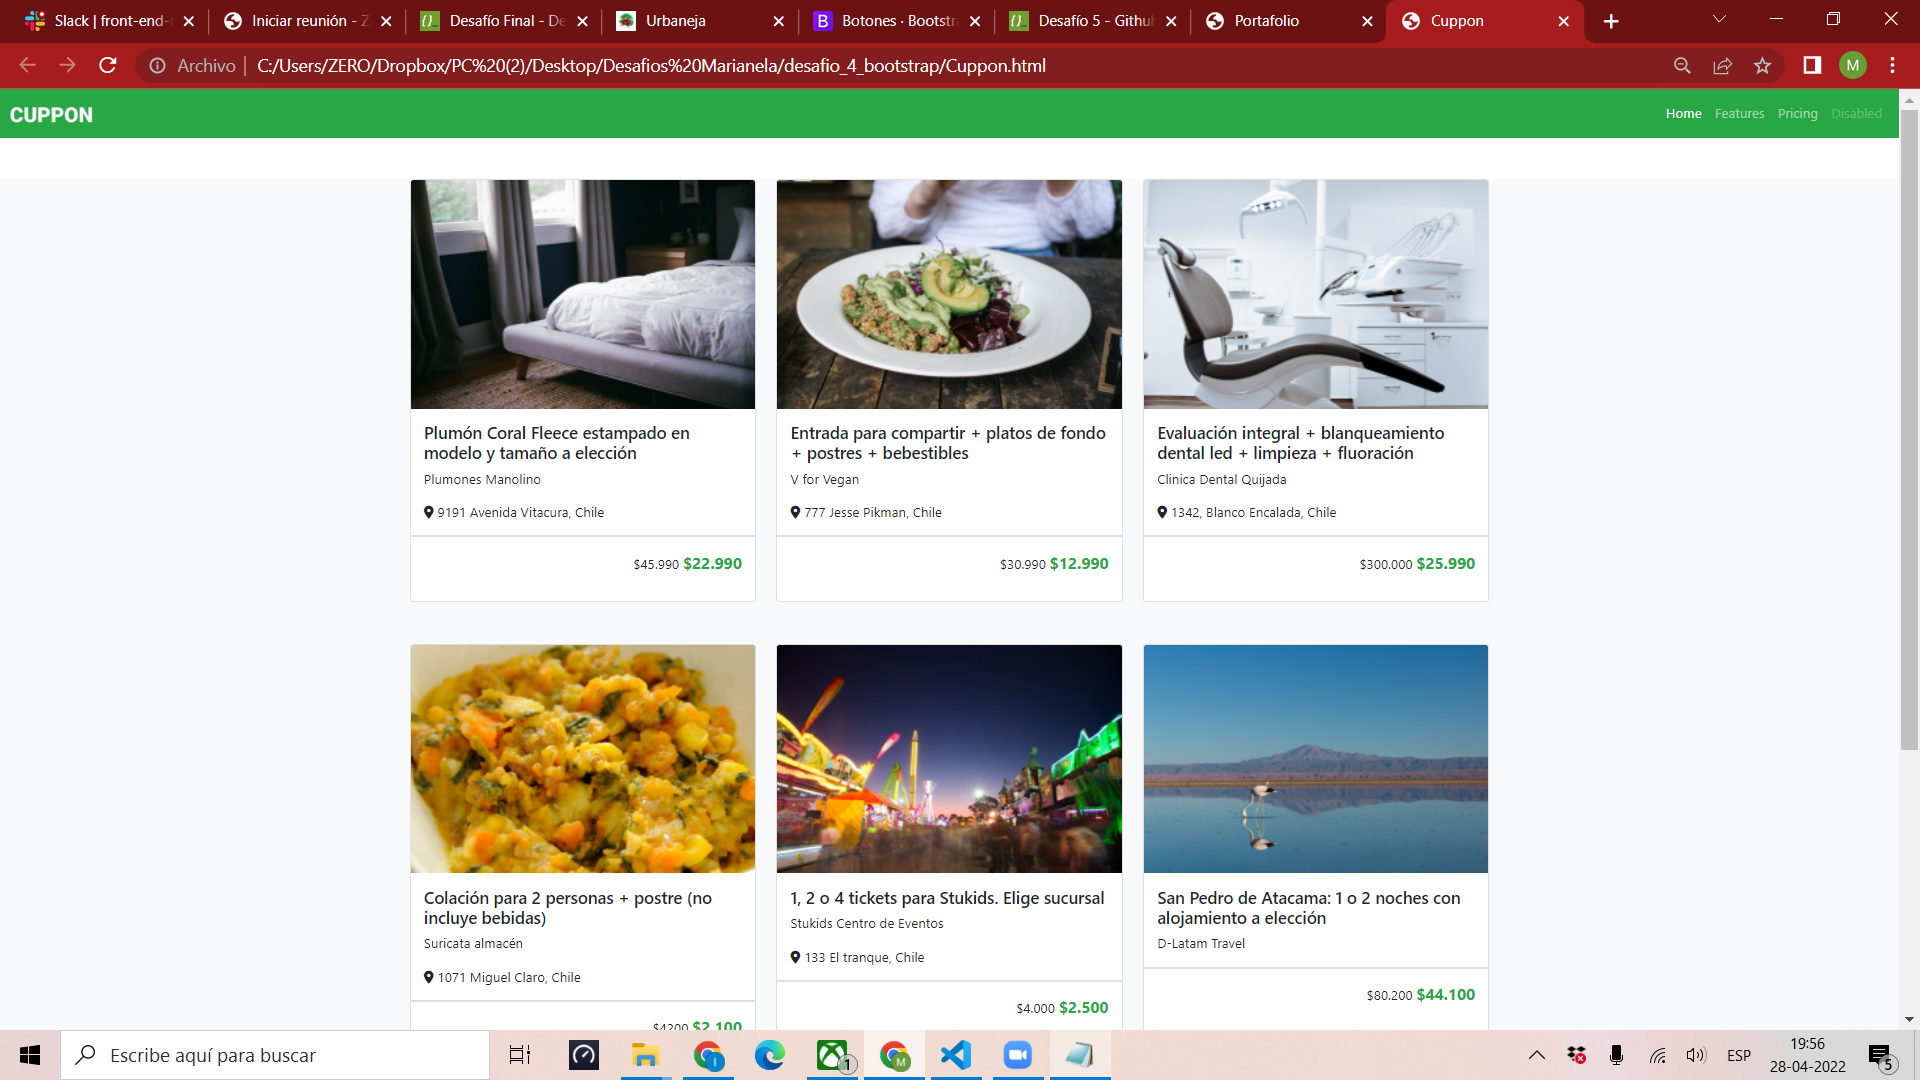 Slack | front-end-
Iniciar reunión - Z
Desafío Final - De
Urbaneja
Botones · Bootstra
Desafío 5 - Githu
Portafolio
Cuppon
Archivo
C:/Users/ZERO/Dropbox/PC%20(2)/Desktop/Desafios%20Marianela/desafio_4_bootstrap/Cuppon.html
M
CUPPON
Home Features Pricing Disabled
Plumón Coral Fleece estampado en
modelo y tamaño a elección
Plumones Manolino
9191 Avenida Vitacura, Chile
$45.990 $22.990
Entrada para compartir + platos de fondo
+ postres + bebestibles
V for Vegan
777 Jesse Pikman, Chile
$30.990 $12.990
Evaluación integral + blanqueamiento
dental led + limpieza + fluoración
Clinica Dental Quijada
1342, Blanco Encalada, Chile
$300.000 $25.990
Colación para 2 personas + postre (no
incluye bebidas)
Suricata almacén
1071 Miguel Claro, Chile
$4200 $2.100
1, 2 o 4 tickets para Stukids. Elige sucursal
Stukids Centro de Eventos
133 El tranque, Chile
$4.000 $2.500
San Pedro de Atacama: 1 o 2 noches con
alojamiento a elección
D-Latam Travel
$80.200 $44.100
Escribe aquí para buscar
I
1
M
ESP
19:56
28-04-2022
5